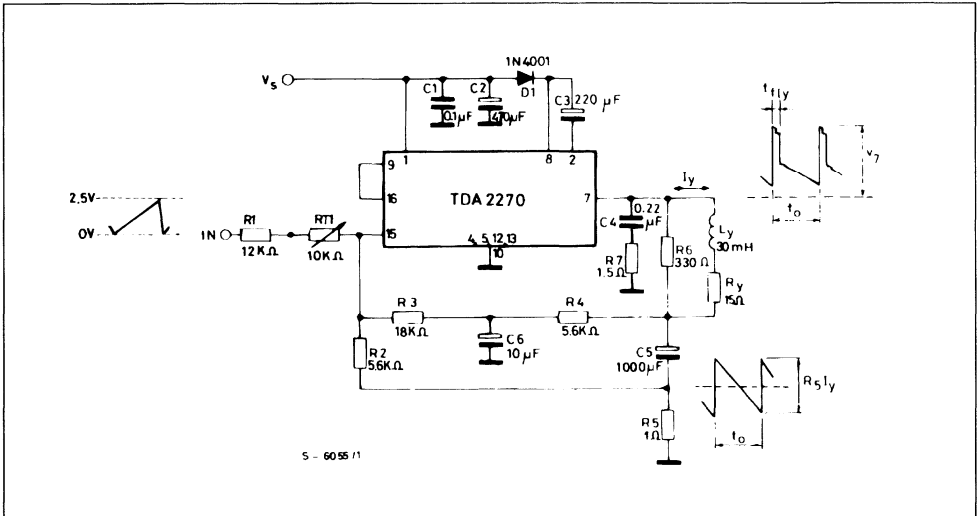 1N4001
D1
Vs
C1
0.1µF
C2
470µF
C3 220 µF
1
8
2
9
16
15
TDA 2270
7
4 5 12 13
10
2,5V
0V
IN
R1
12KΩ
RT1
10KΩ
R3
18KΩ
R4
5.6KΩ
R2
5.6KΩ
C6
10µF
0.22
µF
C4
R7
1.5Ω
R6
330Ω
Iy
Ly
30mH
Ry
15Ω
C5
1000µF
R5
1Ω
tfly
V7
to
R5Iy
to
S - 6055/1